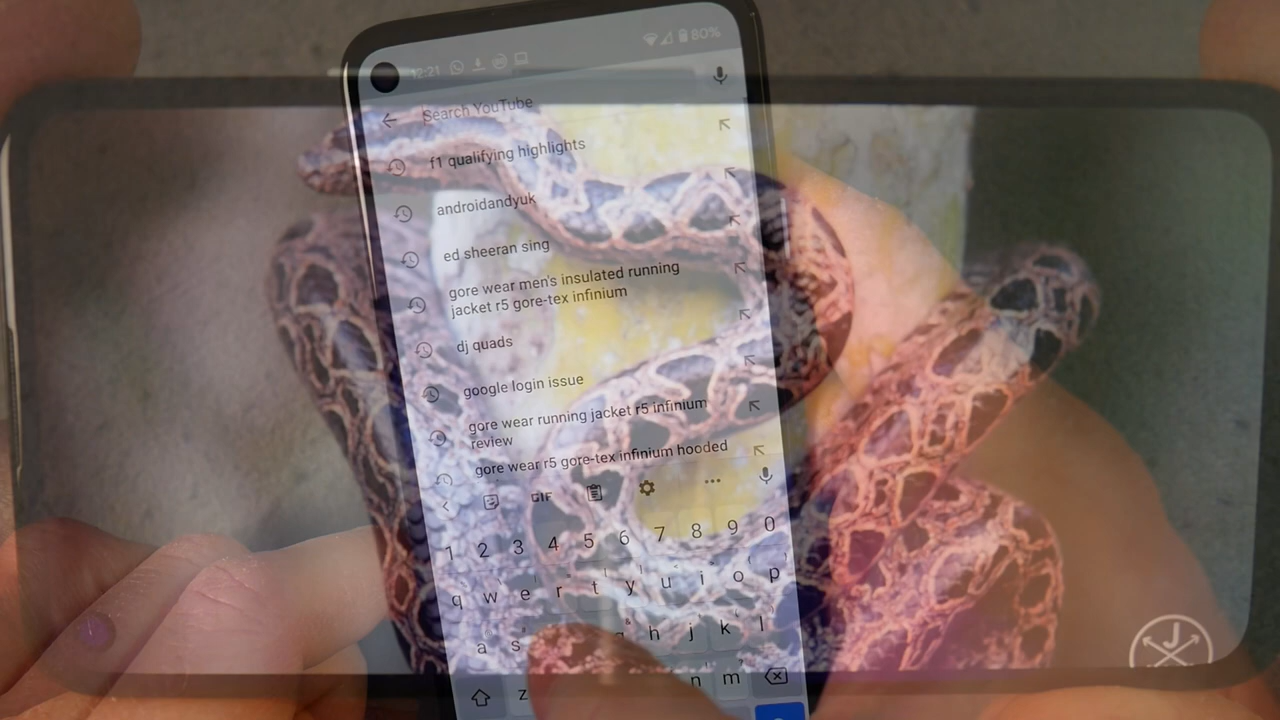 12:21
80%
Search YouTube
f1 qualifying highlights
androidandyuk
ed sheeran sing
gore wear men's insulated running
jacket r5 gore-tex infinium
dj quads
google login issue
gore wear running jacket r5 infinium
review
gore wear r5 gore-tex infinium hooded
GIF
1 2 3 4 5 6 7 8 9 0
q w e r t y u i o p
a s g h j k l
z n m
J